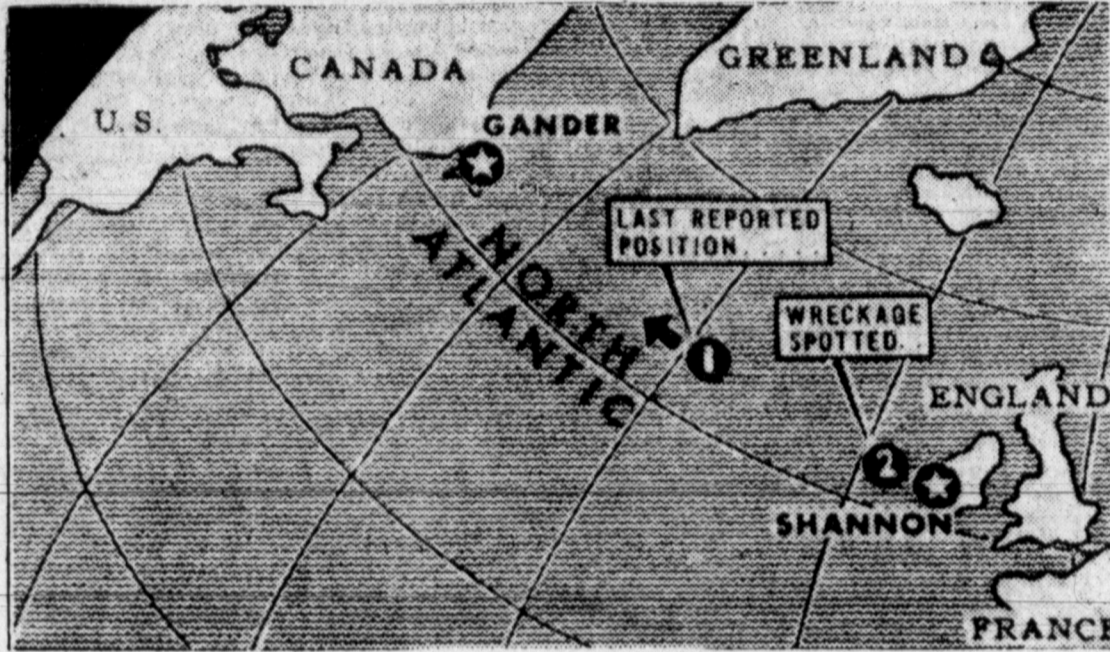 CANADA
GREENLAND
U. S.
GANDER
LAST REPORTED
POSITION.....
NORTH
ATLANTIC
1
WRECKAGE
SPOTTED..
ENGLAND
2
SHANNON
FRANCE